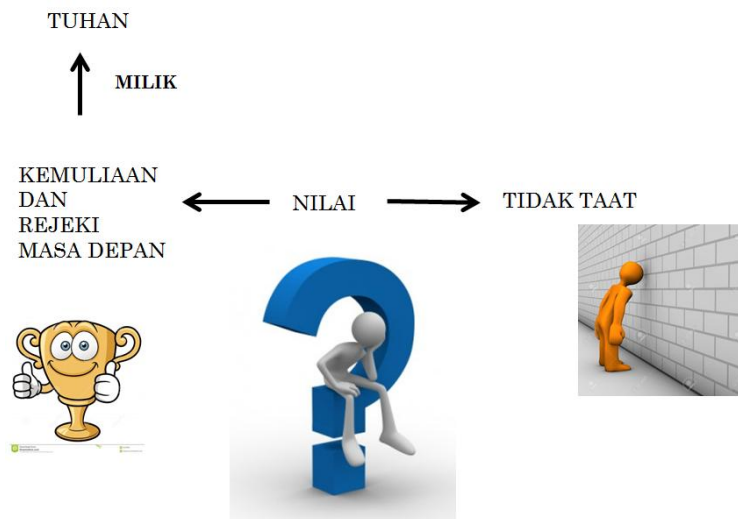 TUHAN
MILIK
KEMULIAAN
DAN
REJEKI
MASA DEPAN
NILAI
TIDAK TAAT